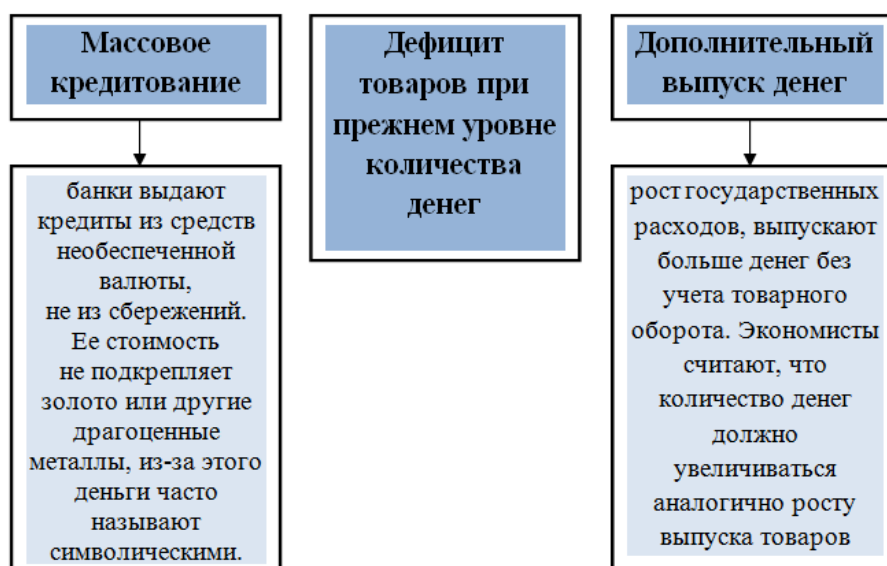 Массовое
кредитование
банки выдают
кредиты из средств
необеспеченной
валюты,
не из сбережений.
Ее стоимость
не подкрепляет
золото или другие
драгоценные
металлы, из-за этого
деньги часто
называют
символическими.
Дефицит
товаров при
прежнем уровне
количества
денег
Дополнительный
выпуск денег
рост государственных
расходов, выпускают
больше денег без
учета товарного
оборота. Экономисты
считают, что
количество денег
должно
увеличиваться
аналогично росту
выпуска товаров